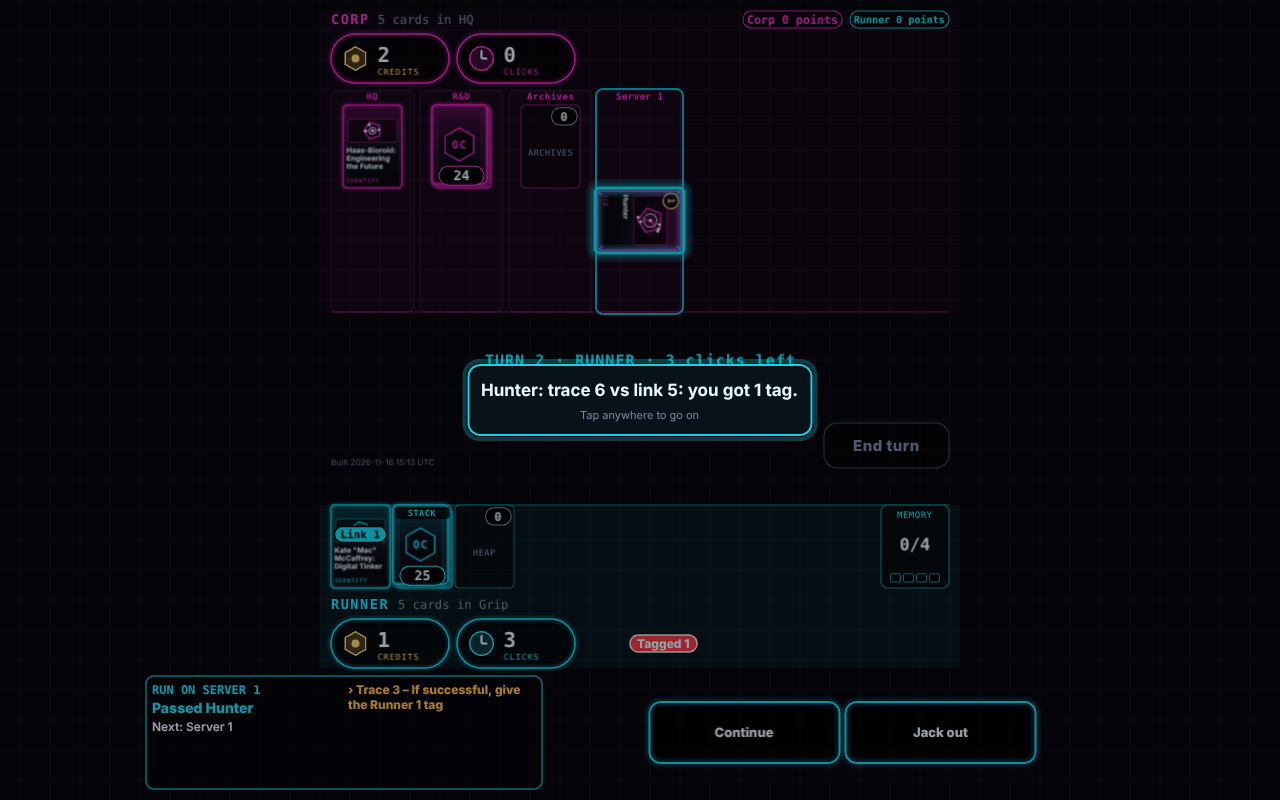 CORP 5 cards in HQ
Corp 0 points
Runner 0 points
2
CREDITS
0
CLICKS
HQ
R&D
Archives
Server 1
Haas-Bioroid:
Engineering
the Future
IDENTITY
OC
24
0
ARCHIVES
Hunter
ICE
TURN 2 · RUNNER · 3 clicks left
Hunter: trace 6 vs link 5: you got 1 tag.
Tap anywhere to go on
End turn
Built 2026-11-16 15:13 UTC
Link 1
Kate "Mac"
McCaffrey:
Digital Tinker
IDENTITY
STACK
OC
25
0
HEAP
MEMORY
0/4
RUNNER 5 cards in Grip
1
CREDITS
3
CLICKS
Tagged 1
RUN ON SERVER 1
Passed Hunter
Next: Server 1
› Trace 3 – If successful, give
the Runner 1 tag
Continue
Jack out